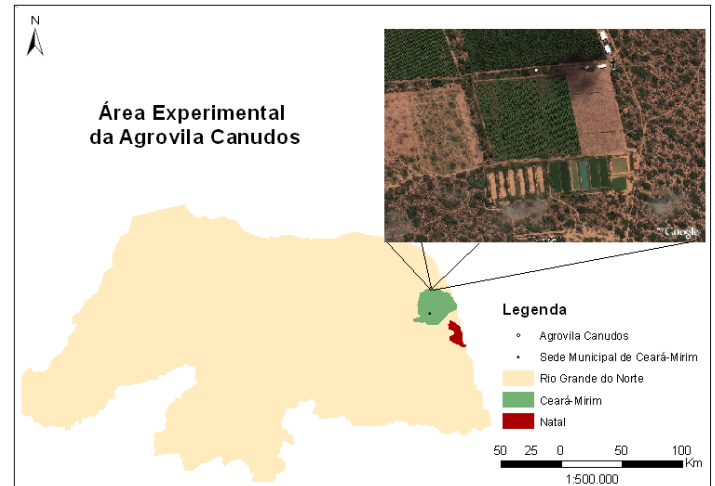 N
Área Experimental
da Agrovila Canudos
Google
Legenda
Agrovila Canudos
Sede Municipal de Ceará-Mirim
Rio Grande do Norte
Ceará-Mirim
Natal
50 25 0 50 100
Km
1:500.000